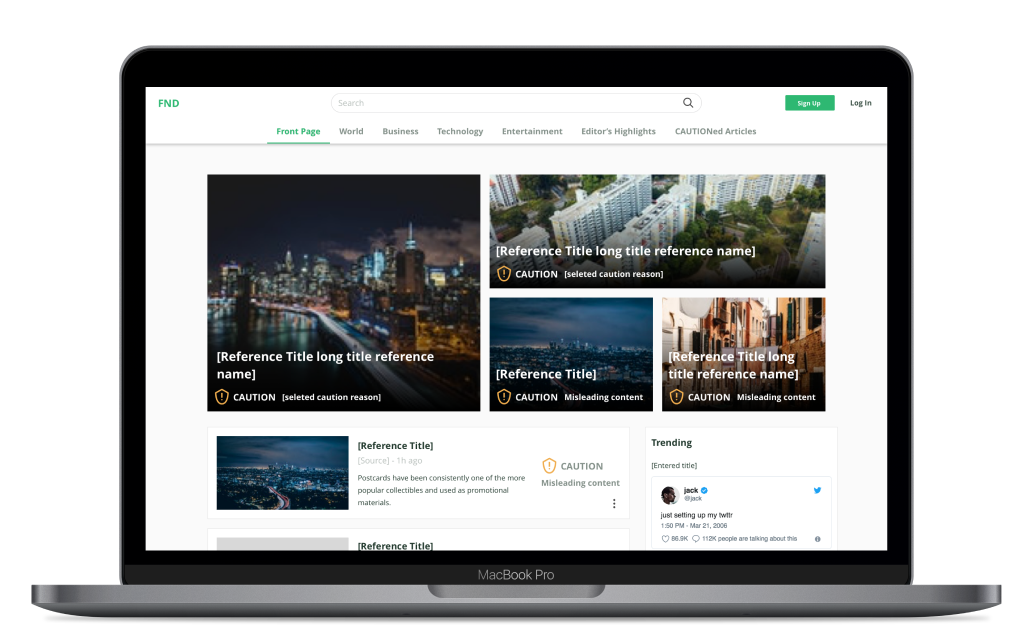 FND
Search
Sign Up
Log In
Front Page World Business Technology Entertainment Editor's Highlights CAUTIONed Articles
[Reference Title long title reference
name]
CAUTION [seleted caution reason]
[Reference Title long title reference name]
CAUTION [seleted caution reason]
[Reference Title]
CAUTION Misleading content
[Reference Title long
title reference name]
CAUTION Misleading content
[Reference Title]
[Source] - 1h ago
Postcards have been consistently one of the more
popular collectibles and used as promotional
materials.
CAUTION
Misleading content
[Reference Title]
Trending
[Entered title]
jack
@jack
just setting up my twttr
1:50 PM - Mar 21, 2006
86.9K 112K people are talking about this
MacBook Pro